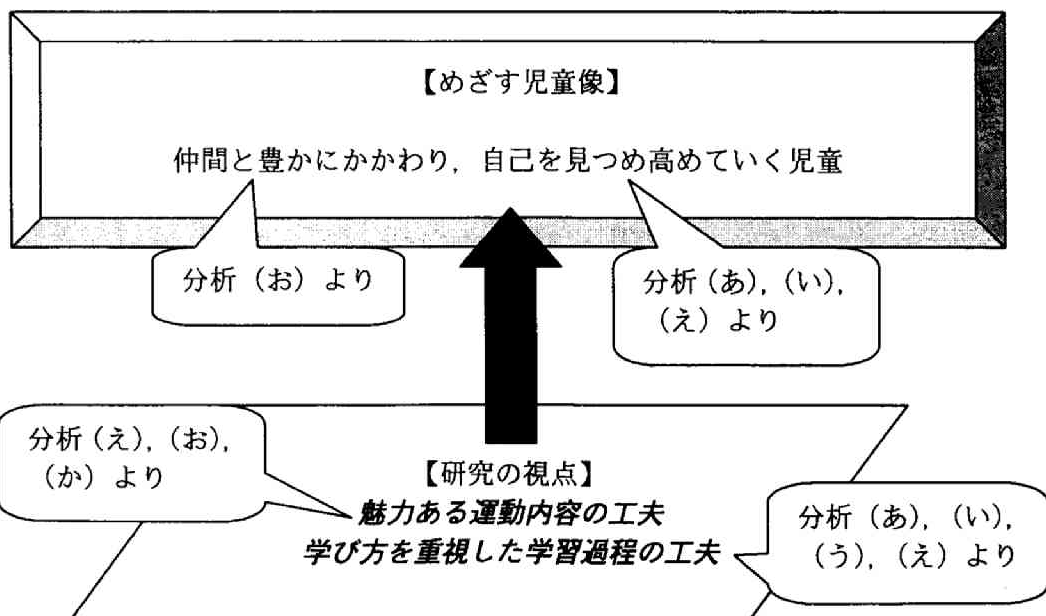 【めざす児童像】
仲間と豊かにかかわり，自己を見つめ高めていく児童
分析（お）より
分析（あ），（い），
（え）より
分析（え），（お），
（か）より
【研究の視点】
魅力ある運動内容の工夫
学び方を重視した学習過程の工夫
分析（あ），（い），
（う），（え）より